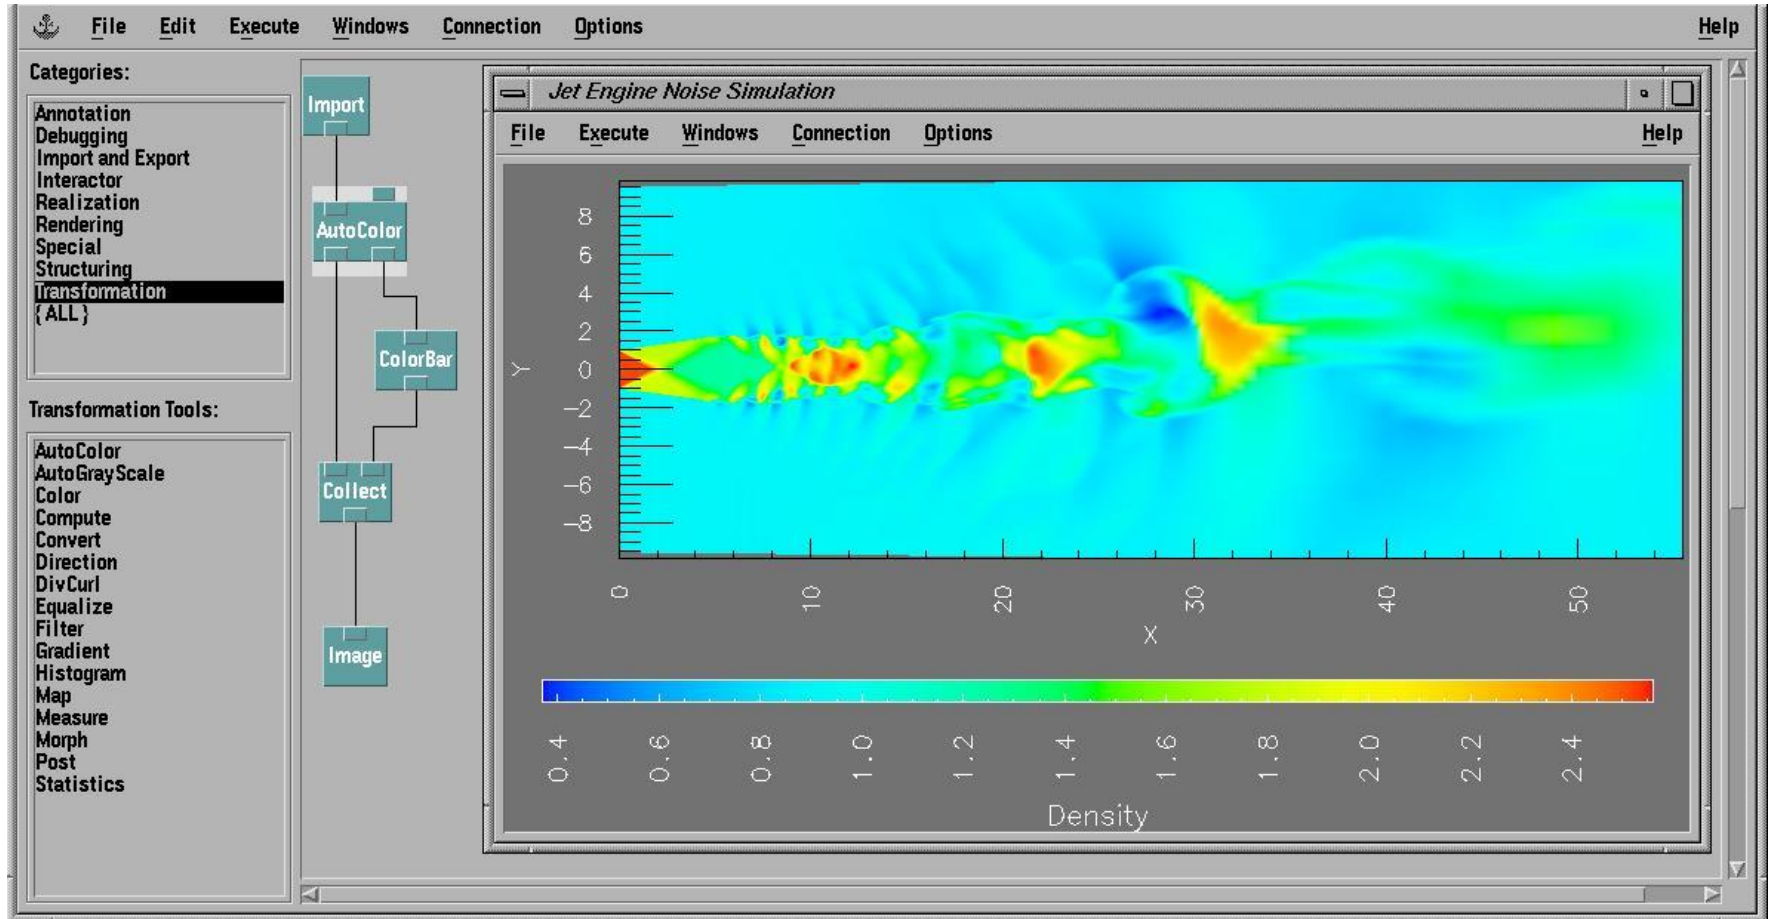 File Edit Execute Windows Connection Options Help
Categories:
Annotation
Debugging
Import and Export
Interactor
Realization
Rendering
Special
Structuring
Transformation
{ALL}
Transformation Tools:
AutoColor
AutoGrayScale
Color
Compute
Convert
Direction
DivCurl
Equalize
Filter
Gradient
Histogram
Map
Measure
Morph
Post
Statistics
Import
AutoColor
ColorBar
Collect
Image
Jet Engine Noise Simulation
File Execute Windows Connection Options Help
8
6
4
2
0
-2
-4
-6
-8
Y
0 10 20 30 40 50
X
0.4 0.6 0.8 1.0 1.2 1.4 1.6 1.8 2.0 2.2 2.4
Density